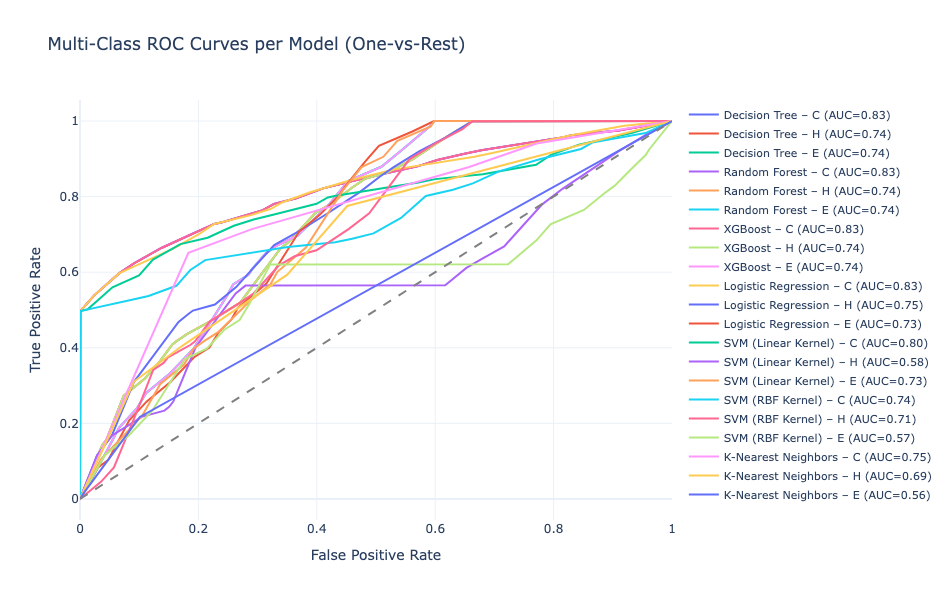 Multi-Class ROC Curves per Model (One-vs-Rest)
True Positive Rate
1
0.8
0.6
0.4
0.2
0
0 0.2 0.4 0.6 0.8 1
False Positive Rate
Decision Tree – C (AUC=0.83)
Decision Tree – H (AUC=0.74)
Decision Tree – E (AUC=0.74)
Random Forest – C (AUC=0.83)
Random Forest – H (AUC=0.74)
Random Forest – E (AUC=0.74)
XGBoost – C (AUC=0.83)
XGBoost – H (AUC=0.74)
XGBoost – E (AUC=0.74)
Logistic Regression – C (AUC=0.83)
Logistic Regression – H (AUC=0.75)
Logistic Regression – E (AUC=0.73)
SVM (Linear Kernel) – C (AUC=0.80)
SVM (Linear Kernel) – H (AUC=0.58)
SVM (Linear Kernel) – E (AUC=0.73)
SVM (RBF Kernel) – C (AUC=0.74)
SVM (RBF Kernel) – H (AUC=0.71)
SVM (RBF Kernel) – E (AUC=0.57)
K-Nearest Neighbors – C (AUC=0.75)
K-Nearest Neighbors – H (AUC=0.69)
K-Nearest Neighbors – E (AUC=0.56)